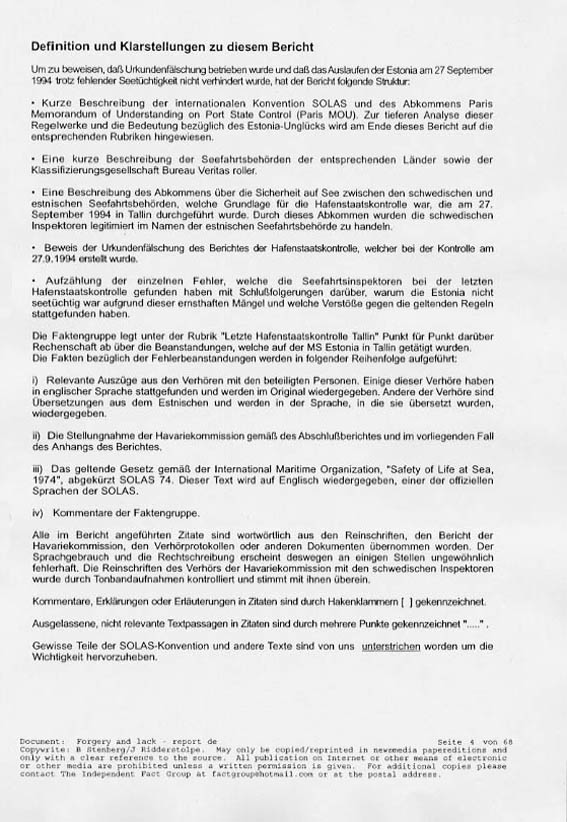 Definition und Klarstellungen zu diesem Bericht
Um zu beweisen, daß Urkundenfälschung betrieben wurde und daß das Auslaufen der Estonia am 27 September
1994 trotz fehlender Seetüchtigkeit nicht verhindert wurde, hat der Bericht folgende Struktur:
• Kurze Beschreibung der internationalen Konvention SOLAS und des Abkommens Paris
Memorandum of Understanding on Port State Control (Paris MOU). Zur tieferen Analyse dieser
Regelwerke und die Bedeutung bezüglich des Estonia-Unglücks wird am Ende dieses Bericht auf die
entsprechenden Rubriken hingewiesen.
• Eine kurze Beschreibung der Seefahrtsbehörden der entsprechenden Länder sowie der
Klassifizierungsgesellschaft Bureau Veritas roller.
• Eine Beschreibung des Abkommens über die Sicherheit auf See zwischen den schwedischen und
estnischen Seefahrtsbehörden, welche Grundlage für die Hafenstaatskontrolle war, die am 27.
September 1994 in Tallin durchgeführt wurde. Durch dieses Abkommen wurden die schwedischen
Inspektoren legitimiert im Namen der estnischen Seefahrtsbehörde zu handeln.
• Beweis der Urkundenfälschung des Berichtes der Hafenstaatskontrolle, welcher bei der Kontrolle am
27.9.1994 erstellt wurde.
• Aufzählung der einzelnen Fehler, welche die Seefahrtsinspektoren bei der letzten
Hafenstaatskontrolle gefunden haben mit Schlußfolgerungen darüber, warum die Estonia nicht
seetüchtig war aufgrund dieser ernsthaften Mängel und welche Verstöße gegen die geltenden Regeln
stattgefunden haben.
Die Faktengruppe legt unter der Rubrik "Letzte Hafenstaatskontrolle Tallin" Punkt für Punkt darüber
Rechenschaft ab über die Beanstandungen, welche auf der MS Estonia in Tallin getätigt wurden.
Die Fakten bezüglich der Fehlerbeanstandungen werden in folgender Reihenfolge aufgeführt:
i) Relevante Auszüge aus den Verhören mit den beteiligten Personen. Einige dieser Verhöre haben
in englischer Sprache stattgefunden und werden im Original wiedergegeben. Andere der Verhöre sind
Übersetzungen aus dem Estnischen und werden in der Sprache, in die sie übersetzt wurden,
wiedergegeben.
ii) Die Stellungnahme der Havariekommission gemäß des Abschlußberichtes und im vorliegenden Fall
des Anhangs des Berichtes.
iii) Das geltende Gesetz gemäß der International Maritime Organization, "Safety of Life at Sea,
1974", abgekürzt SOLAS 74. Dieser Text wird auf Englisch wiedergegeben, einer der offiziellen
Sprachen der SOLAS.
iv) Kommentare der Faktengruppe.
Alle im Bericht angeführten Zitate sind wortwörtlich aus den Reinschriften, den Bericht der
Havariekommission, den Verhörprotokollen oder anderen Dokumenten übernommen worden. Der
Sprachgebrauch und die Rechtschreibung erscheint deswegen an einigen Stellen ungewöhnlich
fehlerhaft. Die Reinschriften des Verhörs der Havariekommission mit den schwedischen Inspektoren
wurde durch Tonbandaufnahmen kontrolliert und stimmt mit ihnen überein.
Kommentare, Erklärungen oder Erläuterungen in Zitaten sind durch Hakenklammern [ ] gekennzeichnet.
Ausgelassene, nicht relevante Textpassagen in Zitaten sind durch mehrere Punkte gekennzeichnet "....." .
Gewisse Teile der SOLAS-Konvention und andere Texte sind von uns unterstrichen worden um die
Wichtigkeit hervorzuheben.
Document: Forgery and lack - report de Seite 4 von 68
Copywrite: B Stenberg/J Ridderstolpe. May only be copied/reprinted in newsmedia papereditions and
only with a clear reference to the source. All publication on Internet or other means of electronic
or other media are prohibited unless a written permission is given. For additional copies please
contact The Independent Fact Group at factgroup@hotmail.com or at the postal address.